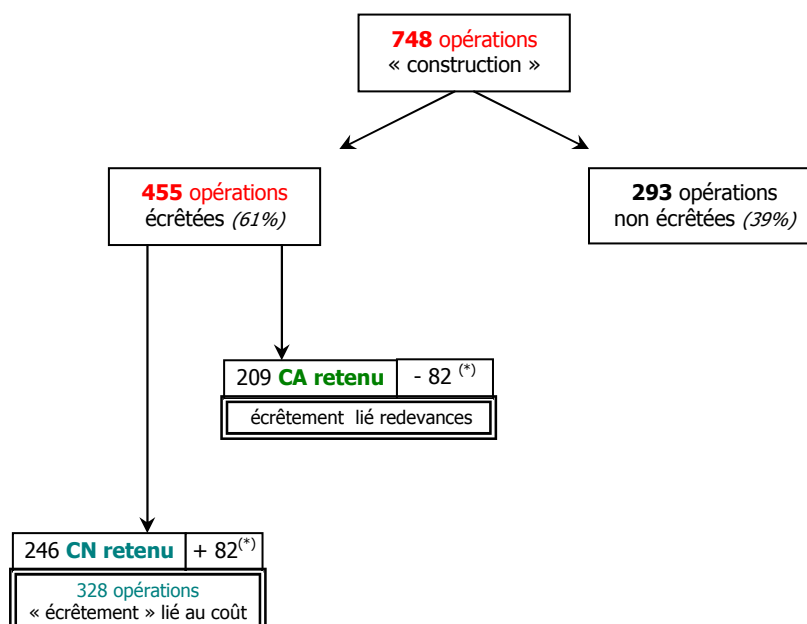 748 opérations
« construction »
455 opérations
écrêtées (61%)
293 opérations
non écrêtées (39%)
209 CA retenu - 82 (*)
écrêtement lié redevances
246 CN retenu + 82(*)
328 opérations
« écrêtement » lié au coût